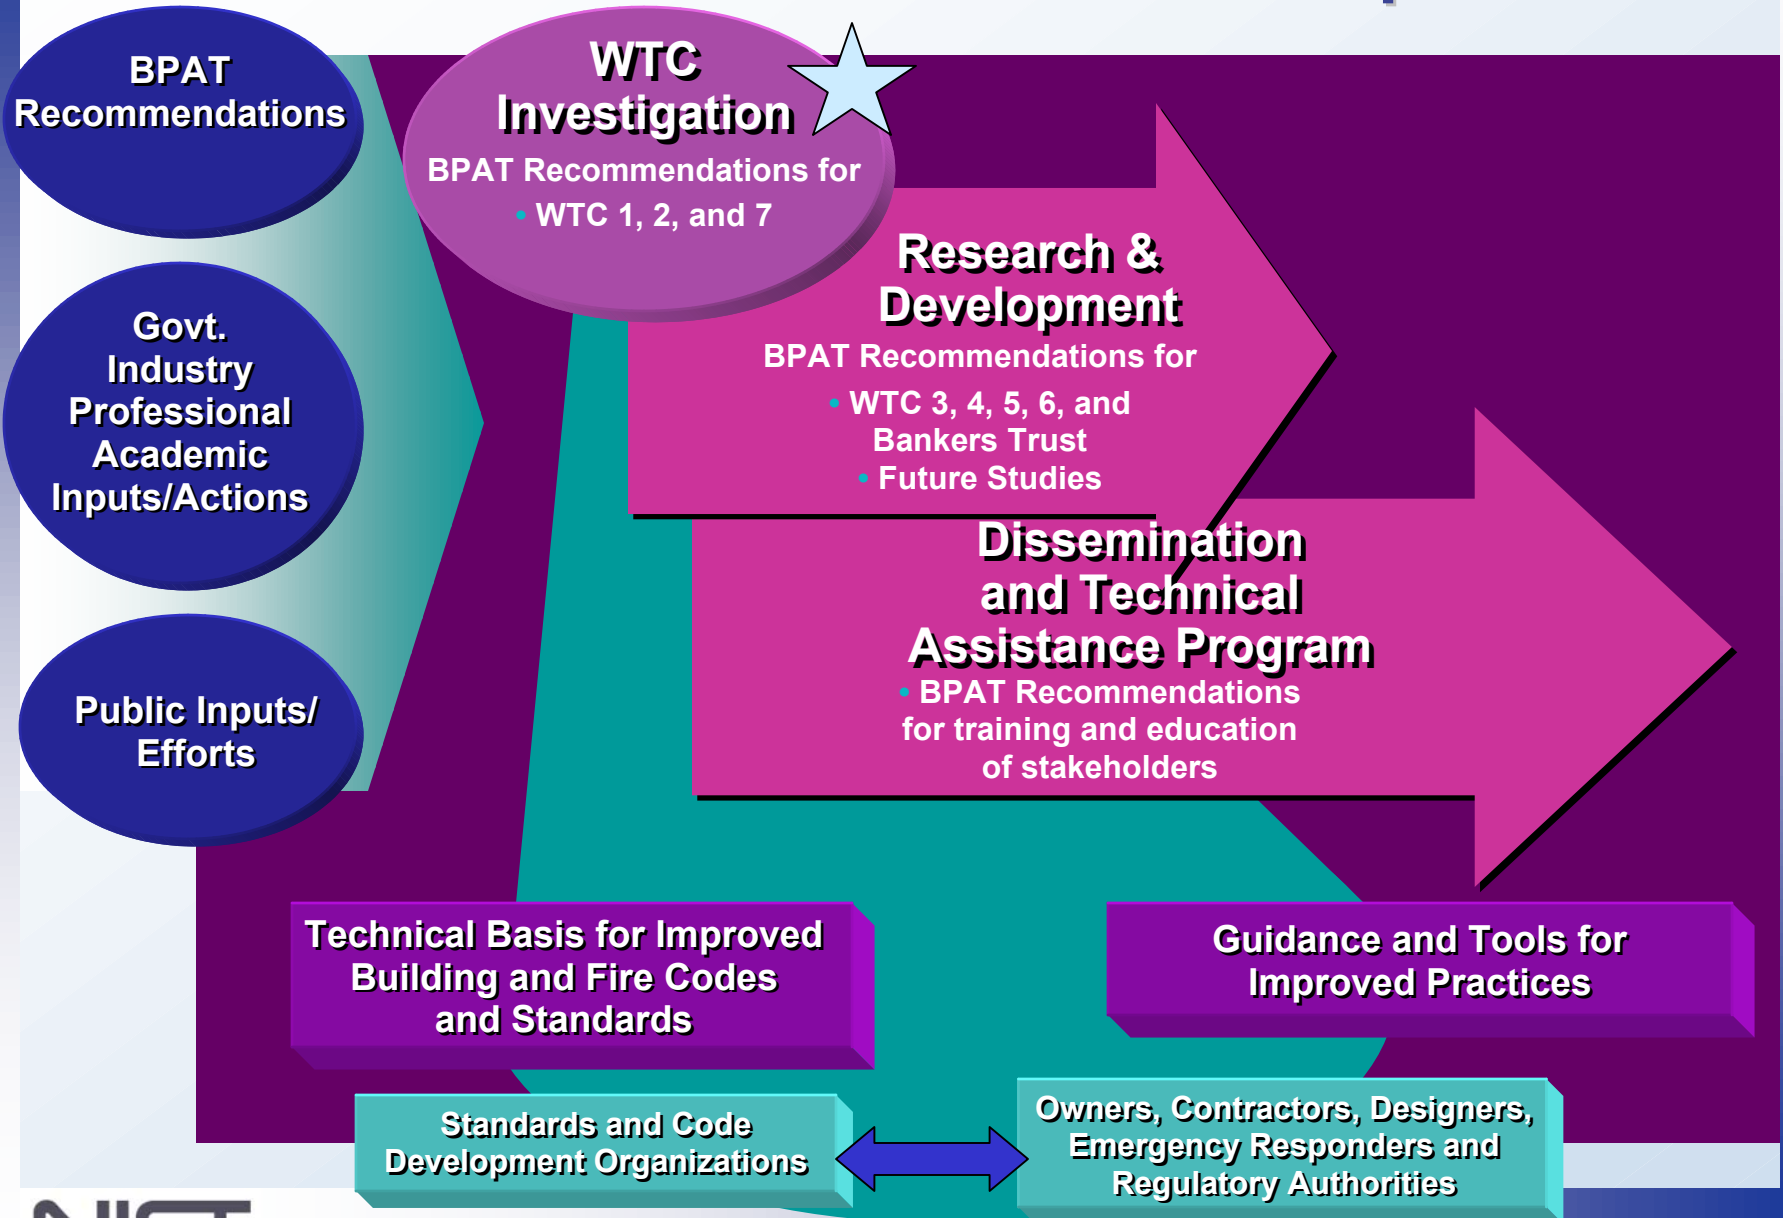 BPAT
Recommendations
Govt.
Industry
Professional
Academic
Inputs/Actions
Public Inputs/
Efforts
WTC
Investigation
BPAT Recommendations for
• WTC 1, 2, and 7
Research &
Development
BPAT Recommendations for
• WTC 3, 4, 5, 6, and
Bankers Trust
• Future Studies
Dissemination
and Technical
Assistance Program
• BPAT Recommendations
for training and education
of stakeholders
Technical Basis for Improved
Building and Fire Codes
and Standards
Guidance and Tools for
Improved Practices
Standards and Code
Development Organizations
Owners, Contractors, Designers,
Emergency Responders and
Regulatory Authorities